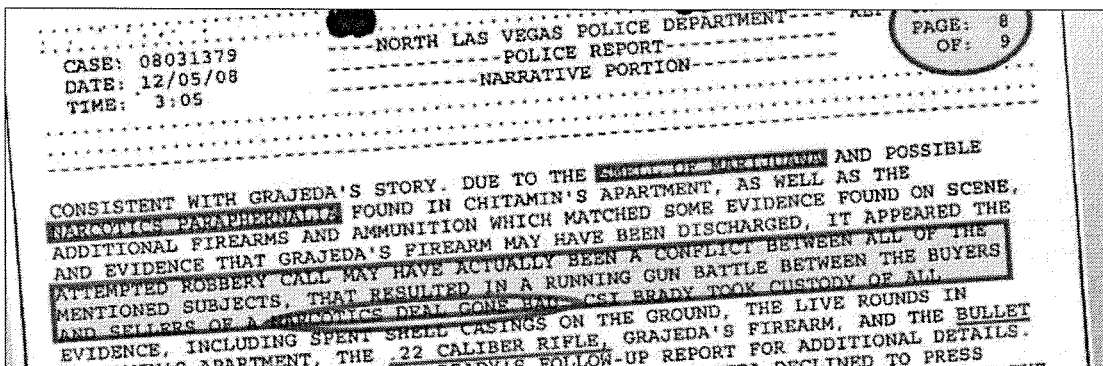 ----NORTH LAS VEGAS POLICE DEPARTMENT----
PAGE: 8
CASE: 08031379
-------------POLICE REPORT-------------
OF: 9
DATE: 12/05/08
-----------NARRATIVE PORTION-----------
TIME: 3:05
CONSISTENT WITH GRAJEDA'S STORY. DUE TO THE SMELL OF MARIJUANA AND POSSIBLE
NARCOTICS PARAPHERNALIA FOUND IN CHITAMIN'S APARTMENT, AS WELL AS THE
ADDITIONAL FIREARMS AND AMMUNITION WHICH MATCHED SOME EVIDENCE FOUND ON SCENE,
AND EVIDENCE THAT GRAJEDA'S FIREARM MAY HAVE BEEN DISCHARGED, IT APPEARED THE
ATTEMPTED ROBBERY CALL MAY HAVE ACTUALLY BEEN A CONFLICT BETWEEN ALL OF THE
MENTIONED SUBJECTS, THAT RESULTED IN A RUNNING GUN BATTLE BETWEEN THE BUYERS
AND SELLERS OF A NARCOTICS DEAL GONE BAD. CSI BRADY TOOK CUSTODY OF ALL
EVIDENCE, INCLUDING SPENT SHELL CASINGS ON THE GROUND, THE LIVE ROUNDS IN
APARTMENT, THE .22 CALIBER RIFLE, GRAJEDA'S FIREARM, AND THE BULLET
FOLLOW-UP REPORT FOR ADDITIONAL DETAILS.
DECLINED TO PRESS